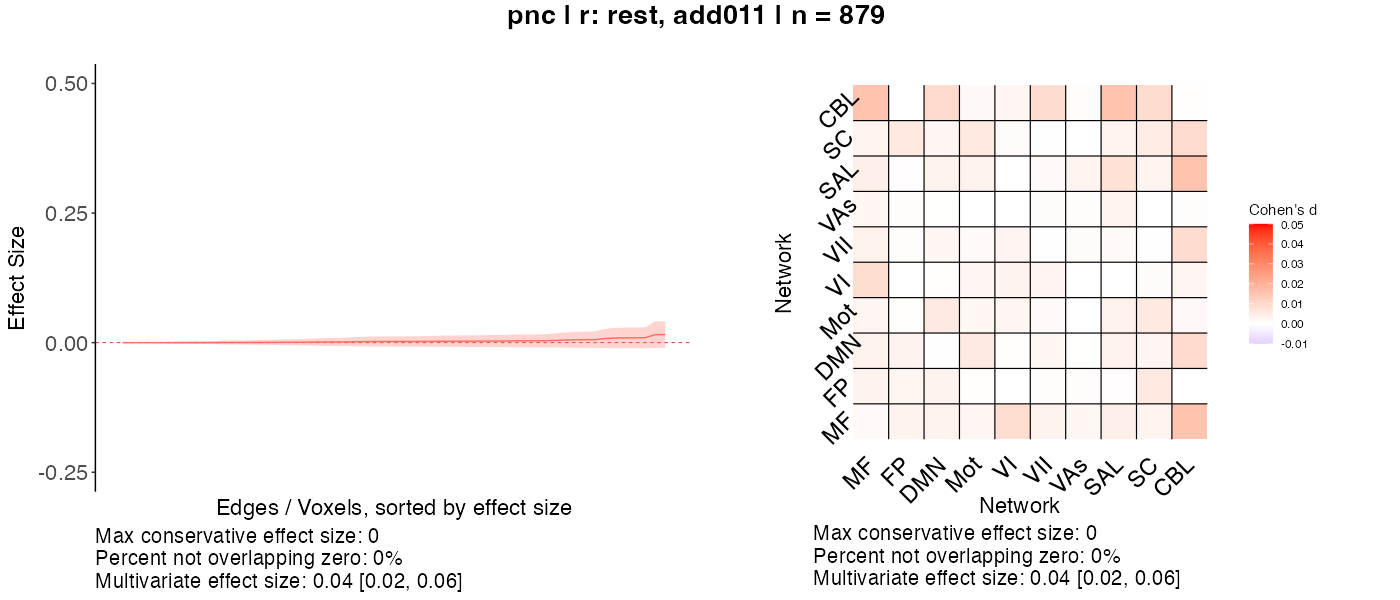 pnc | r: rest, add011 | n = 879
Effect Size
0.50
0.25
0.00
-0.25
Edges / Voxels, sorted by effect size
Max conservative effect size: 0
Percent not overlapping zero: 0%
Multivariate effect size: 0.04 [0.02, 0.06]
Network
CBL
SC
SAL
VAs
VII
VI
Mot
DMN
FP
MF
MF FP DMN Mot VI VII VAs SAL SC CBL
Network
Max conservative effect size: 0
Percent not overlapping zero: 0%
Multivariate effect size: 0.04 [0.02, 0.06]
Cohen's d
0.05
0.04
0.03
0.02
0.01
0.00
-0.01